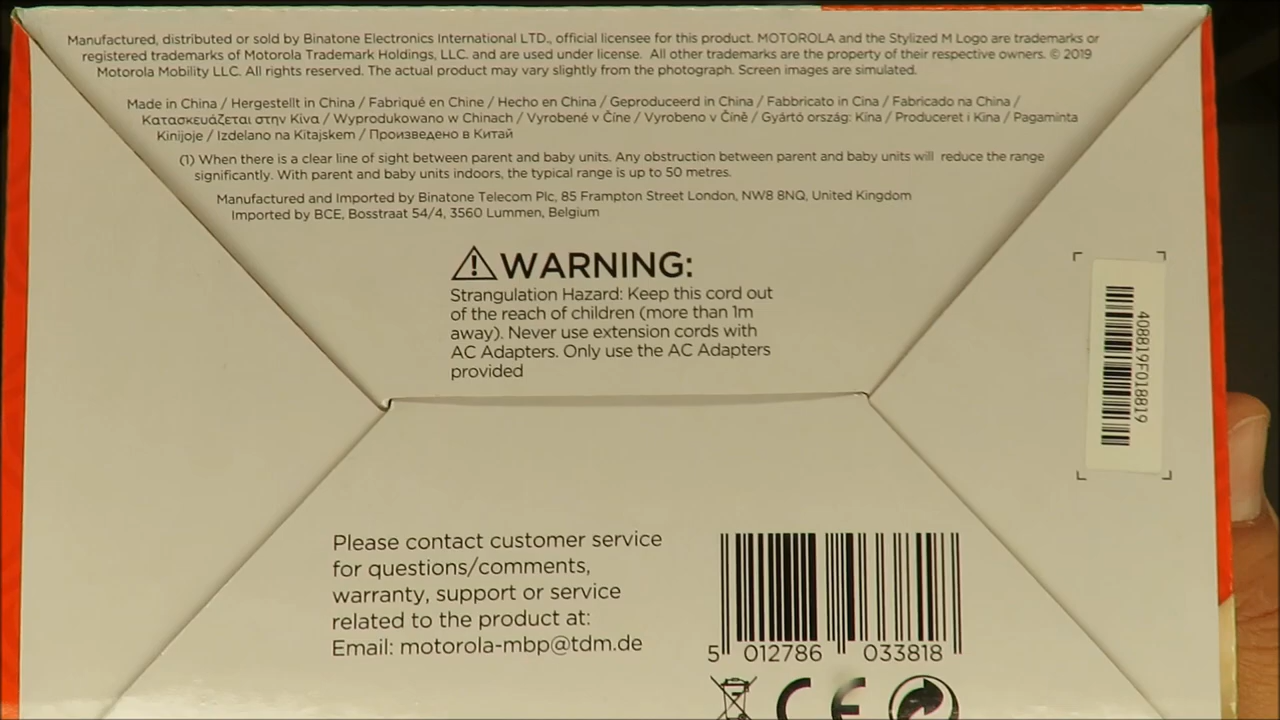 Manufactured, distributed or sold by Binatone Electronics International LTD., official licensee for this product. MOTOROLA and the Stylized M Logo are trademarks or
registered trademarks of Motorola Trademark Holdings, LLC. and are used under license. All other trademarks are the property of their respective owners. © 2019
Motorola Mobility LLC. All rights reserved. The actual product may vary slightly from the photograph. Screen images are simulated.
Made in China / Hergestellt in China / Fabriqué en Chine / Hecho en China / Geproduceerd in China / Fabbricato in Cina / Fabricado na China /
Κατασκευάζεται στην Κίνα / Wyprodukowano w Chinach / Vyrobené v Číne / Vyrobeno v Číně / Gyártó ország: Kína / Produceret i Kina / Pagaminta
Kinijoje / Izdelano na Kitajskem / Произведено в Китай
(1) When there is a clear line of sight between parent and baby units. Any obstruction between parent and baby units will reduce the range
significantly. With parent and baby units indoors, the typical range is up to 50 metres.
Manufactured and Imported by Binatone Telecom Plc, 85 Frampton Street London, NW8 8NQ, United Kingdom
Imported by BCE, Bosstraat 54/4, 3560 Lummen, Belgium
WARNING:
Strangulation Hazard: Keep this cord out
of the reach of children (more than 1m
away). Never use extension cords with
AC Adapters. Only use the AC Adapters
provided
408819F018819
Please contact customer service
for questions/comments,
warranty, support or service
related to the product at:
Email: motorola-mbp@tdm.de
5 012786 033818
CE